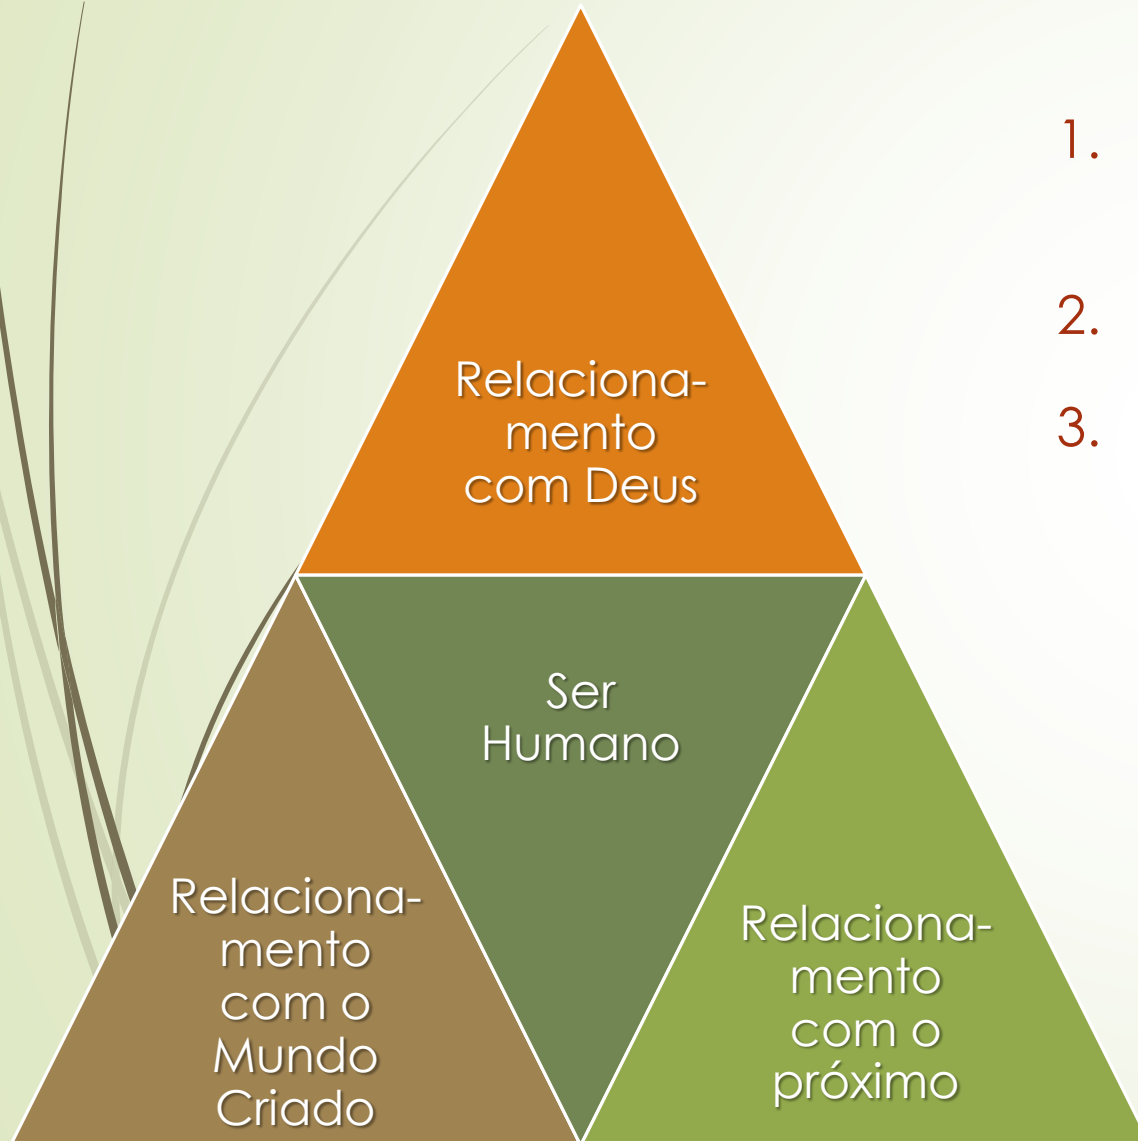 1.
2.
3.
Relaciona-
mento
com Deus
Ser
Humano
Relaciona-
mento
com o
Mundo
Criado
Relaciona-
mento
com o
próximo